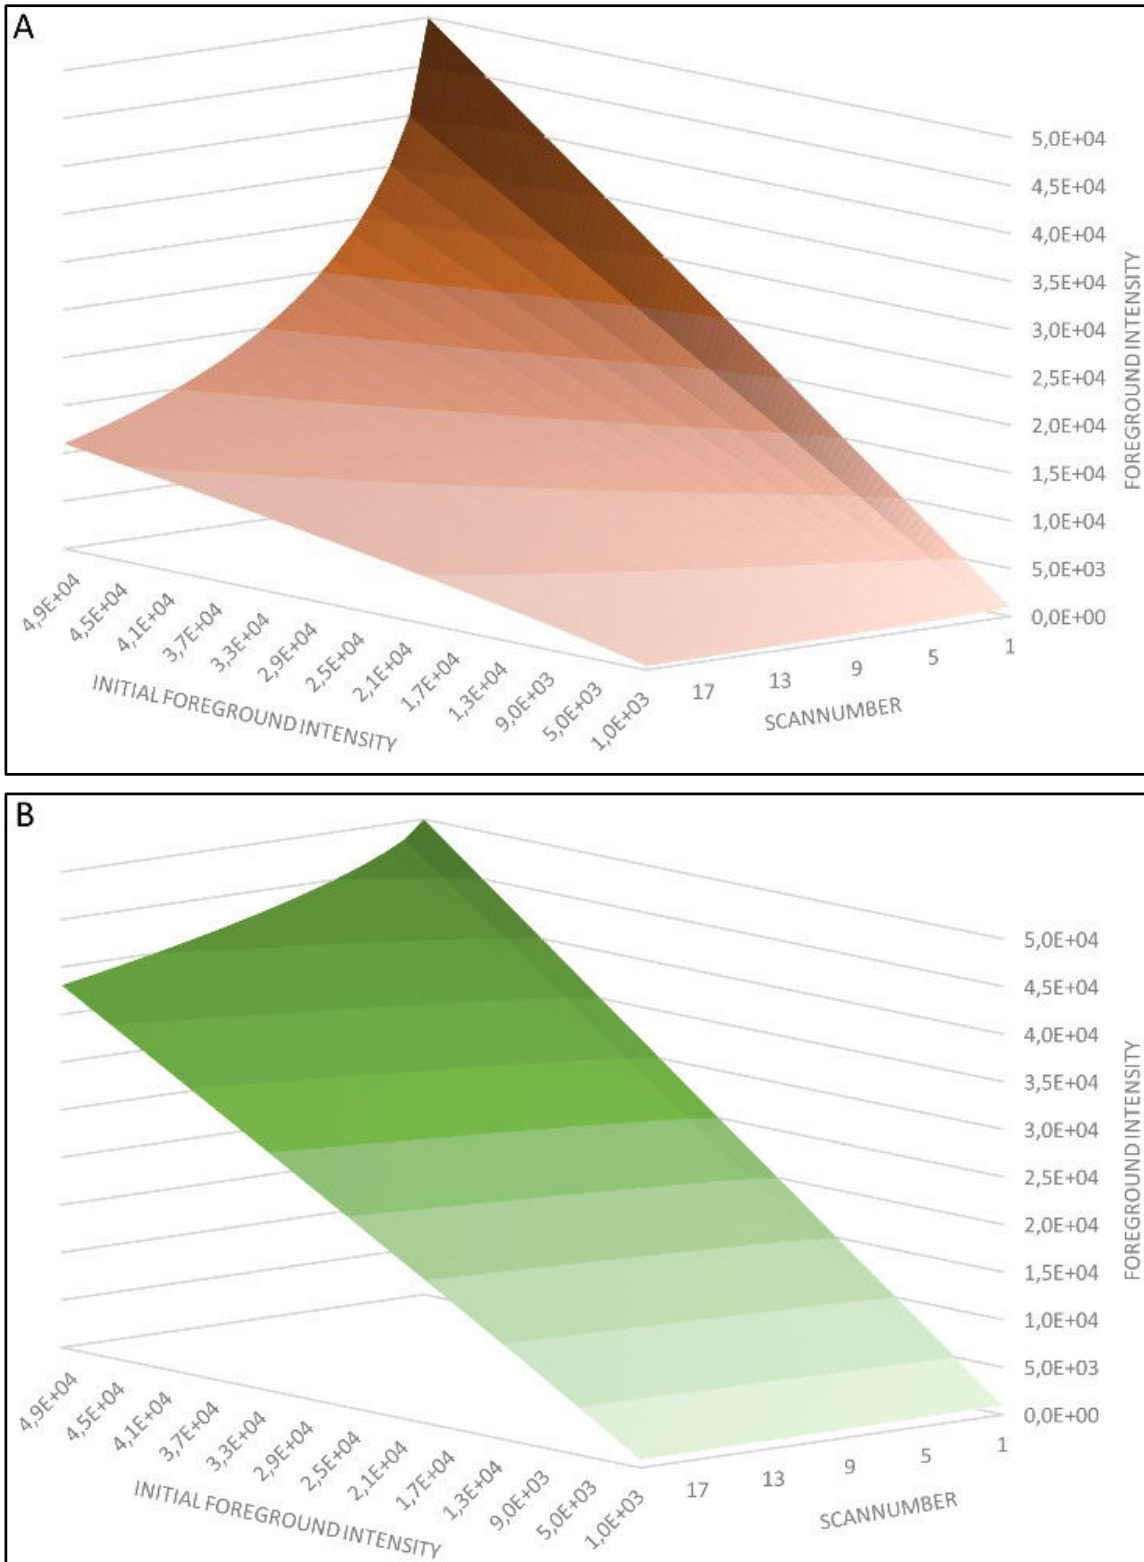 A
5,0E+04
4,5E+04
4,0E+04
3,5E+04
3,0E+04
2,5E+04
2,0E+04
1,5E+04
1,0E+04
5,0E+03
0,0E+00
FOREGROUND INTENSITY
4,9E+04
4,5E+04
4,1E+04
3,7E+04
3,3E+04
2,9E+04
2,5E+04
2,1E+04
1,7E+04
1,3E+04
9,0E+03
5,0E+03
1,0E+03
INITIAL FOREGROUND INTENSITY
17
13
9
5
1
SCANNUMBER
B
5,0E+04
4,5E+04
4,0E+04
3,5E+04
3,0E+04
2,5E+04
2,0E+04
1,5E+04
1,0E+04
5,0E+03
0,0E+00
FOREGROUND INTENSITY
4,9E+04
4,5E+04
4,1E+04
3,7E+04
3,3E+04
2,9E+04
2,5E+04
2,1E+04
1,7E+04
1,3E+04
9,0E+03
5,0E+03
1,0E+03
INITIAL FOREGROUND INTENSITY
17
13
9
5
1
SCANNUMBER